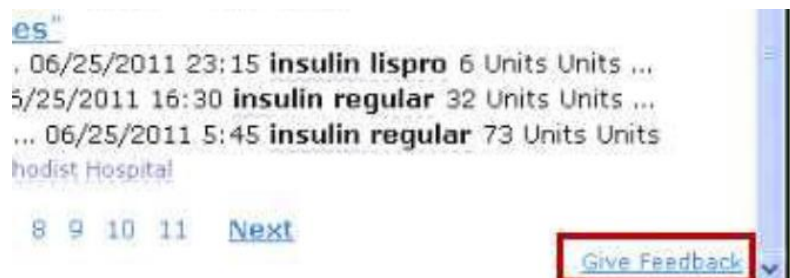 es"
. 06/25/2011 23:15 insulin lispro 6 Units Units ...
5/25/2011 16:30 insulin regular 32 Units Units ...
... 06/25/2011 5:45 insulin regular 73 Units Units
hodist Hospital
8 9 10 11 Next
Give Feedback